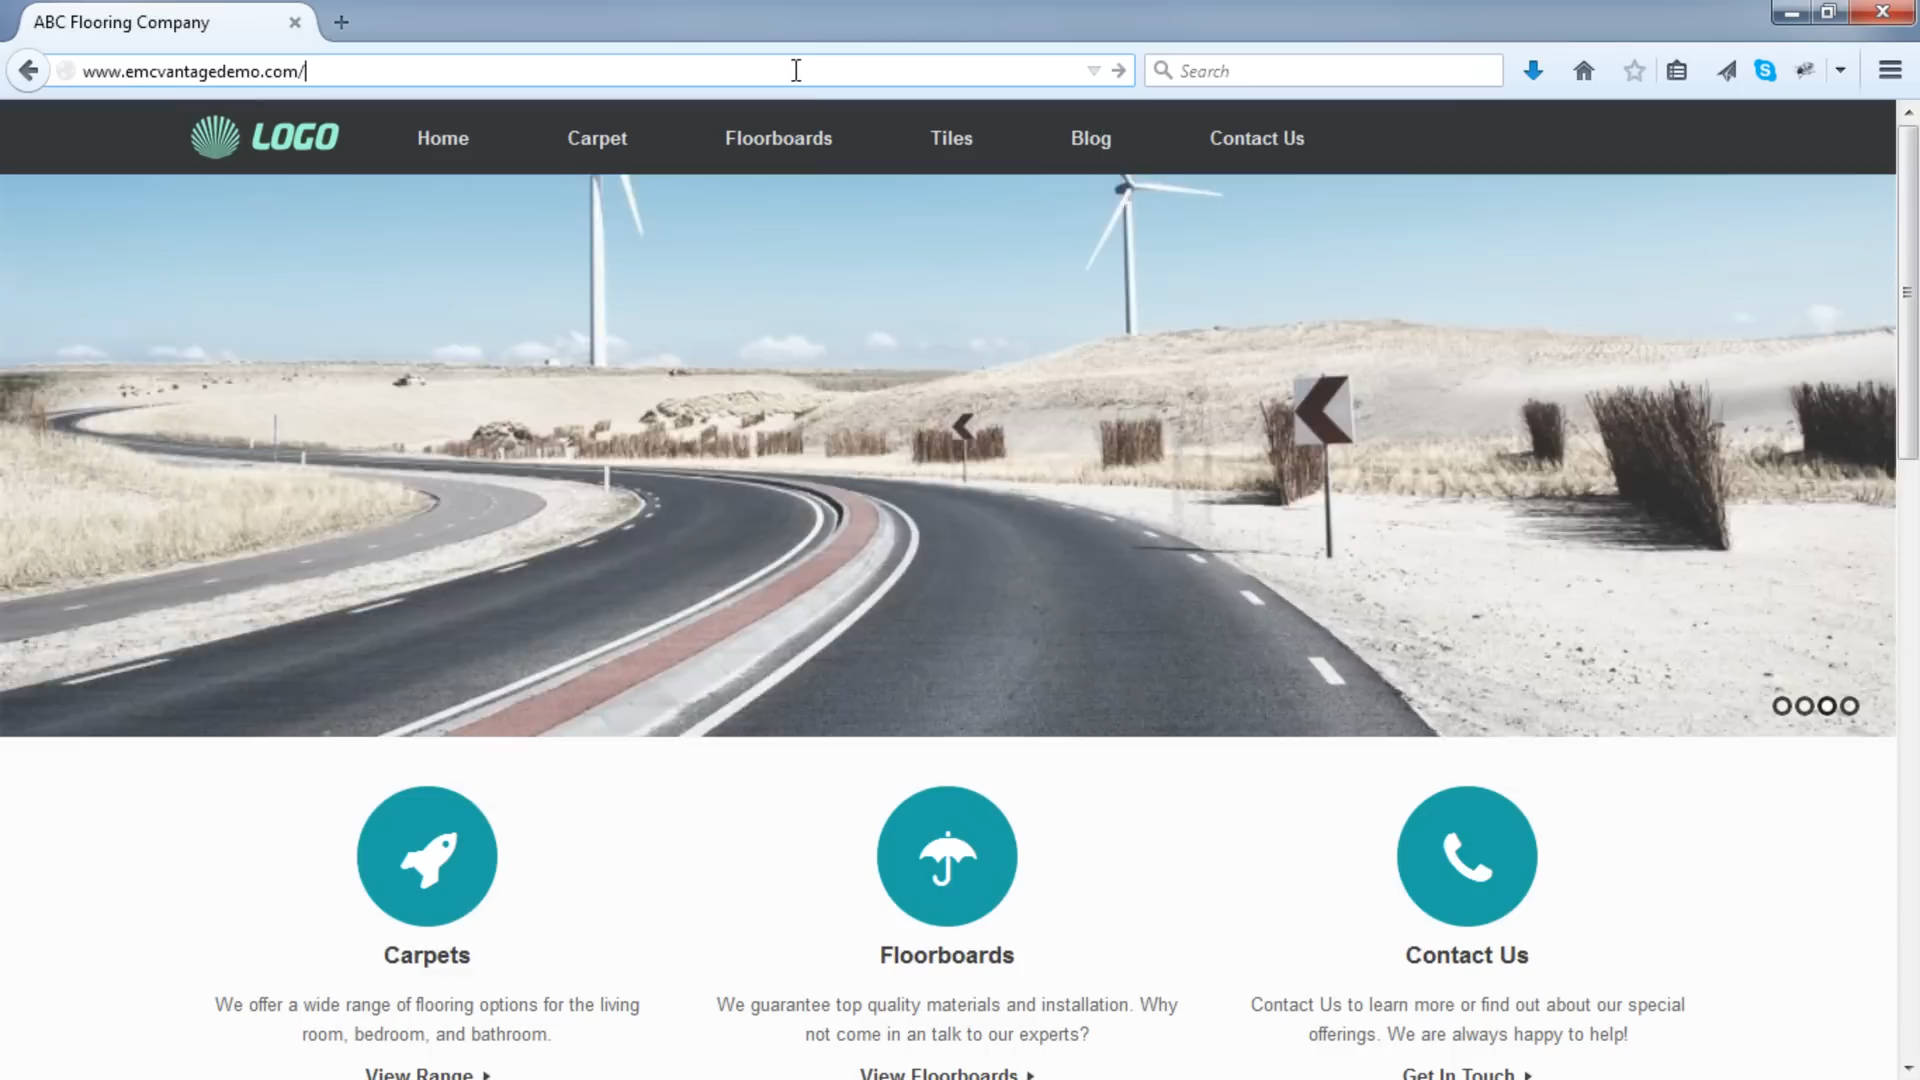 ABC Flooring Company
www.emcvantagedemo.com/
Search
LOGO
Home
Carpet
Floorboards
Tiles
Blog
Contact Us
Carpets
We offer a wide range of flooring options for the living
room, bedroom, and bathroom.
View Range
Floorboards
We guarantee top quality materials and installation. Why
not come in an talk to our experts?
View Floorboards
Contact Us
Contact Us to learn more or find out about our special
offerings. We are always happy to help!
Get In Touch